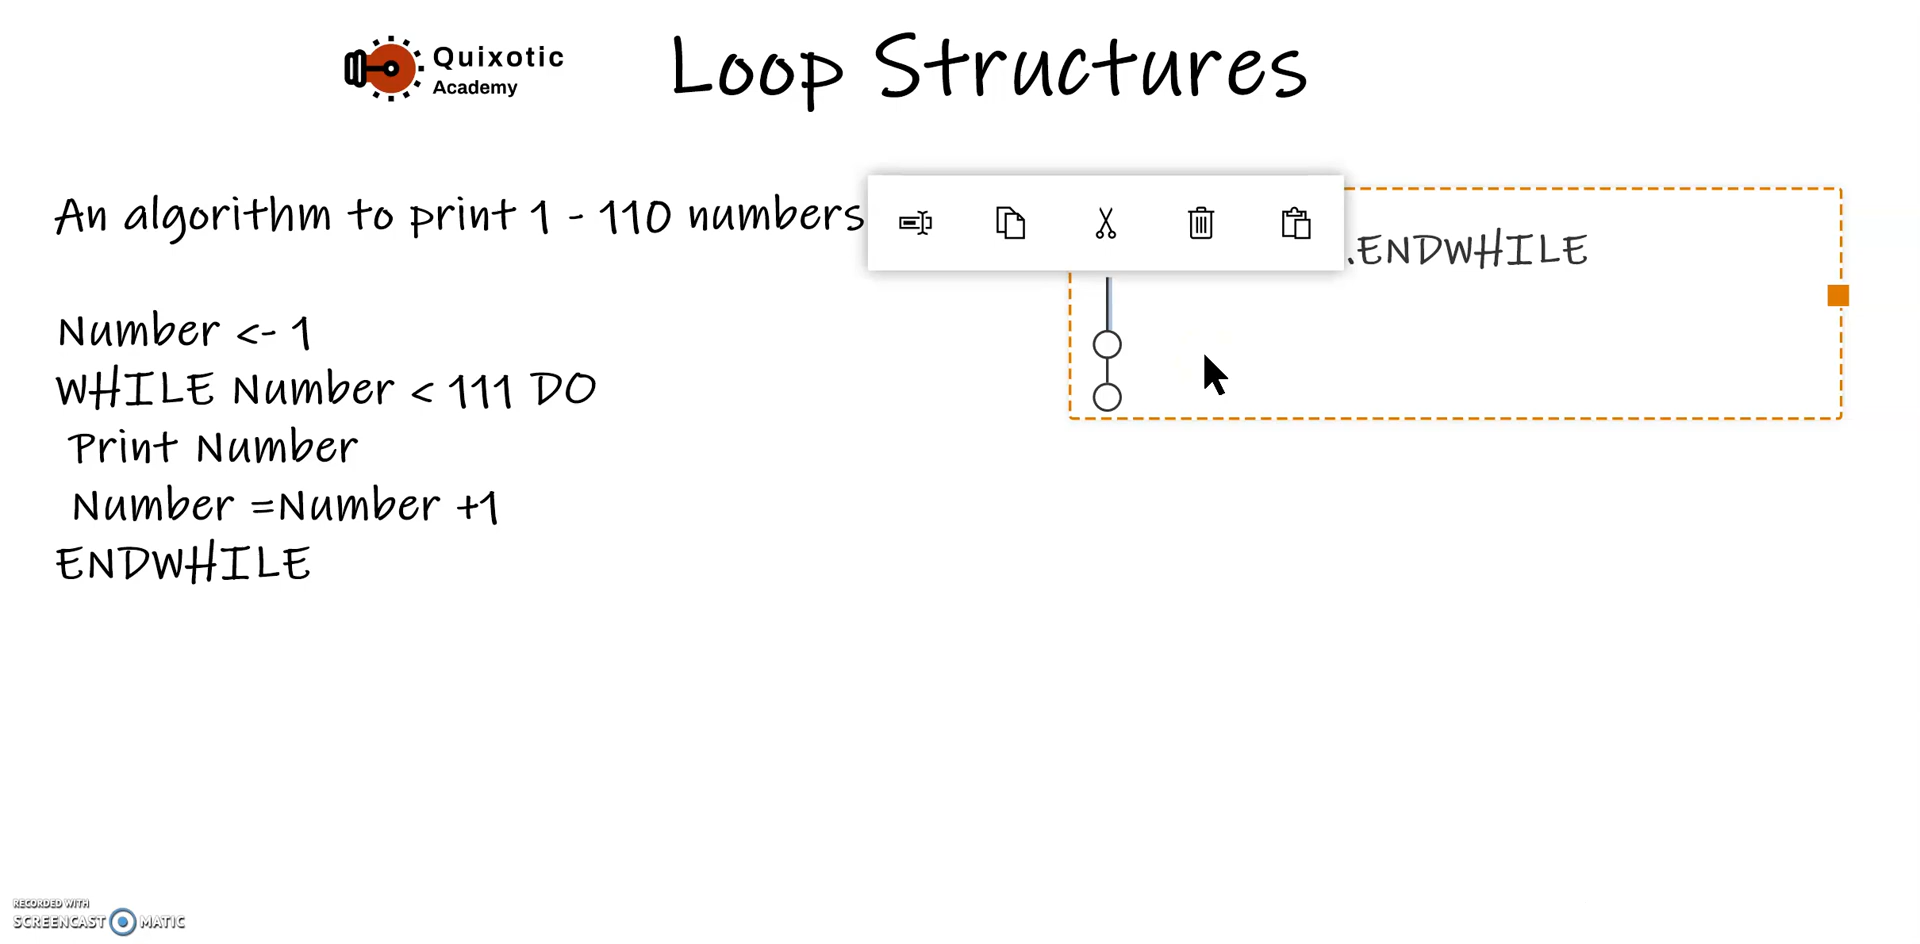 Quixotic
Academy
Loop Structures
An algorithm to print 1 - 110 numbers
.ENDWHILE
Number <- 1
WHILE Number < 111 DO
Print Number
Number =Number +1
ENDWHILE
RECORDED WITH
SCREENCAST MATIC